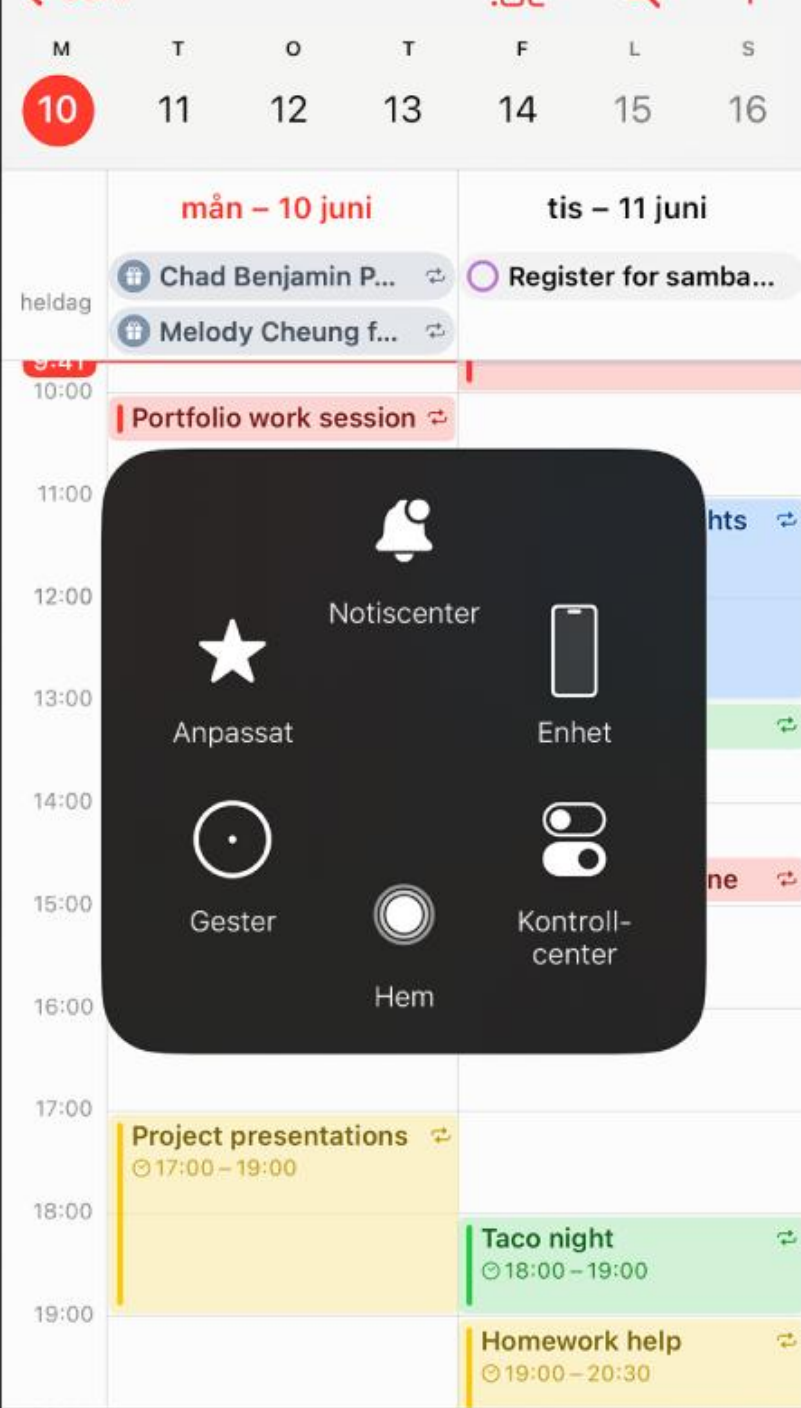 M T O T F L S
10 11 12 13 14 15 16
mån – 10 juni
tis – 11 juni
heldag
Chad Benjamin P...
Register for samba...
Melody Cheung f...
9:41
10:00
Portfolio work session
11:00
hts
12:00
13:00
14:00
ne
15:00
16:00
Notiscenter
Anpassat
Enhet
Gester
Kontroll-
center
Hem
17:00
Project presentations
17:00 – 19:00
18:00
Taco night
18:00 – 19:00
19:00
Homework help
19:00 – 20:30